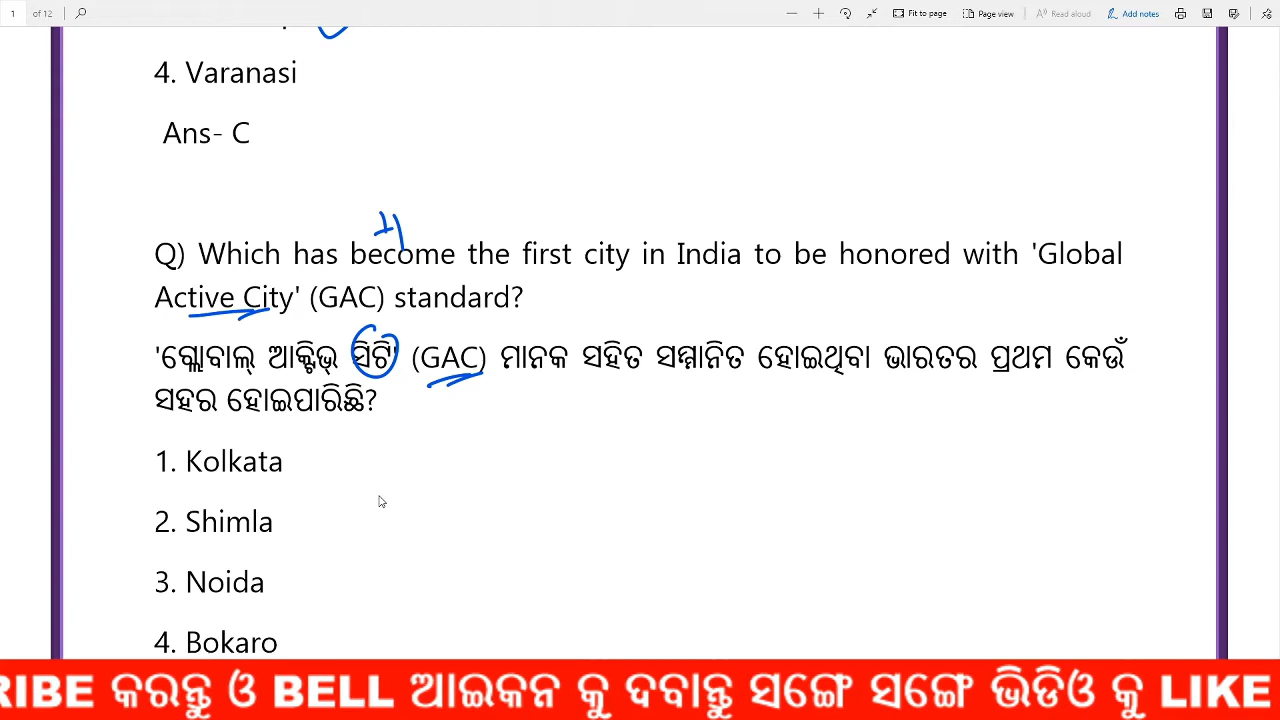 1 of 12 Fit to page Page view Read aloud Add notes
4. Varanasi
Ans- C
Q) Which has become the first city in India to be honored with 'Global
Active City' (GAC) standard?
'ଗ୍ଲୋବାଲ୍ ଆକ୍ଟିଭ୍ ସିଟି' (GAC) ମାନକ ସହିତ ସମ୍ମାନିତ ହୋଇଥିବା ଭାରତର ପ୍ରଥମ କେଉଁ
ସହର ହୋଇପାରିଛି?
1. Kolkata
2. Shimla
3. Noida
4. Bokaro
RIBE କରନ୍ତୁ ଓ BELL ଆଇକନ କୁ ଦବାନ୍ତୁ ସଙ୍ଗେ ସଙ୍ଗେ ଭିଡିଓ କୁ LIKE